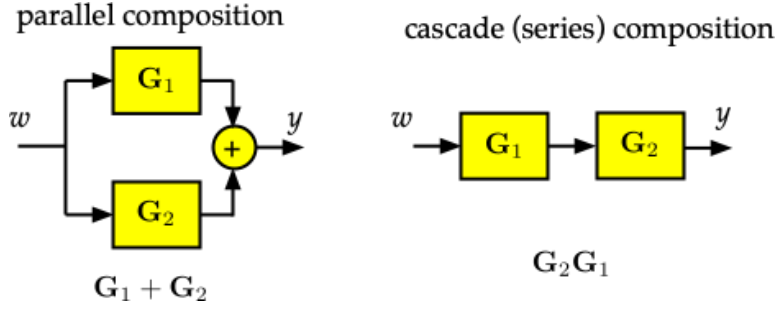 parallel composition
w
G₁
G₂
+
y
G₁ + G₂
cascade (series) composition
w
G₁
G₂
y
G₂G₁